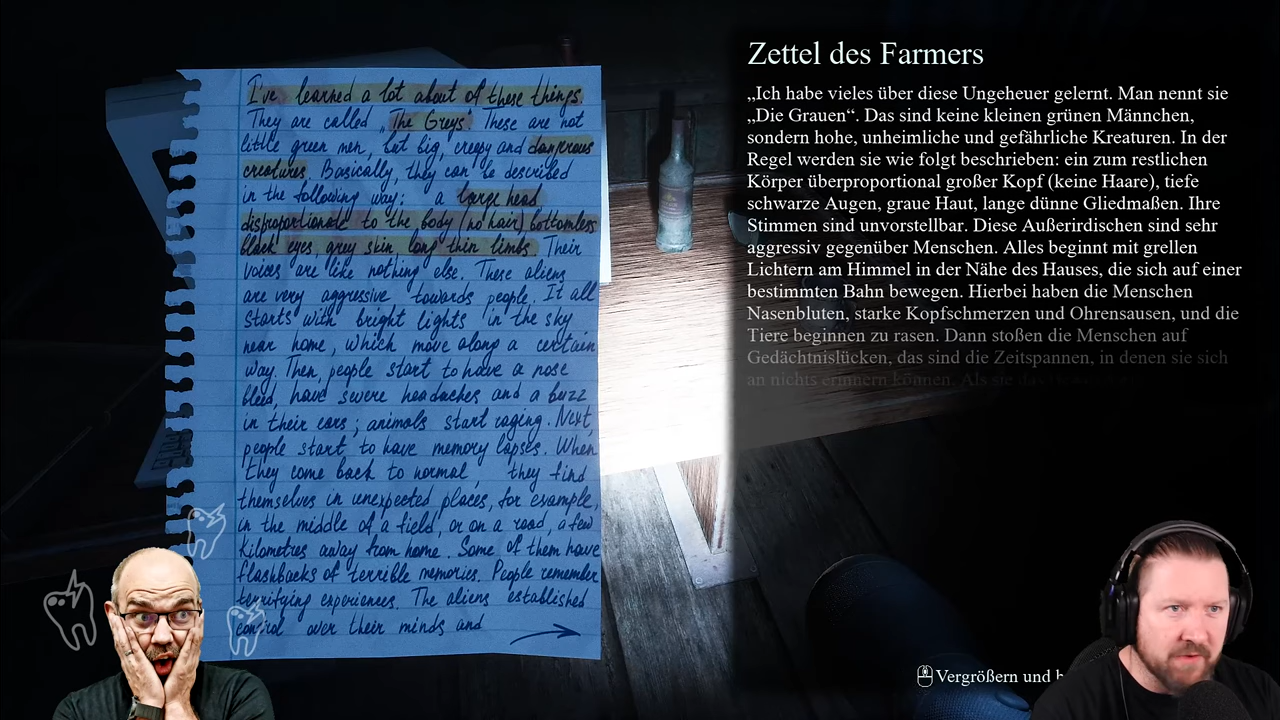 I've learned a lot about of these things.
They are called „The Greys". These are not
little green men, but big, creepy and dangerous
creatures. Basically, they can be described
in the following way: a large head
disproportionate to the body (no hair) bottomless
black eyes, grey skin, long thin limbs. Their
voices are like nothing else. These aliens
are very aggressive towards people. It all
starts with bright lights in the sky
near home, which move along a certain
way. Then, people start to have a nose
bleed, have severe headaches and a buzz
in their ears; animals start raging. Next,
people start to have memory lapses. When
they come back to normal, they find
themselves in unexpected places, for example,
in the middle of a field, or on a road, a few
kilometres away from home. Some of them have
flashbacks of terrible memories. People remember
terrifying experiences. The aliens established
control over their minds and
Zettel des Farmers
„Ich habe vieles über diese Ungeheuer gelernt. Man nennt sie
„Die Grauen“. Das sind keine kleinen grünen Männchen,
sondern hohe, unheimliche und gefährliche Kreaturen. In der
Regel werden sie wie folgt beschrieben: ein zum restlichen
Körper überproportional großer Kopf (keine Haare), tiefe
schwarze Augen, graue Haut, lange dünne Gliedmaßen. Ihre
Stimmen sind unvorstellbar. Diese Außerirdischen sind sehr
aggressiv gegenüber Menschen. Alles beginnt mit grellen
Lichtern am Himmel in der Nähe des Hauses, die sich auf einer
bestimmten Bahn bewegen. Hierbei haben die Menschen
Nasenbluten, starke Kopfschmerzen und Ohrensausen, und die
Tiere beginnen zu rasen. Dann stoßen die Menschen auf
Gedächtnislücken, das sind die Zeitspannen, in denen sie sich
an nichts erinnern können. Als sie
Vergrößern und